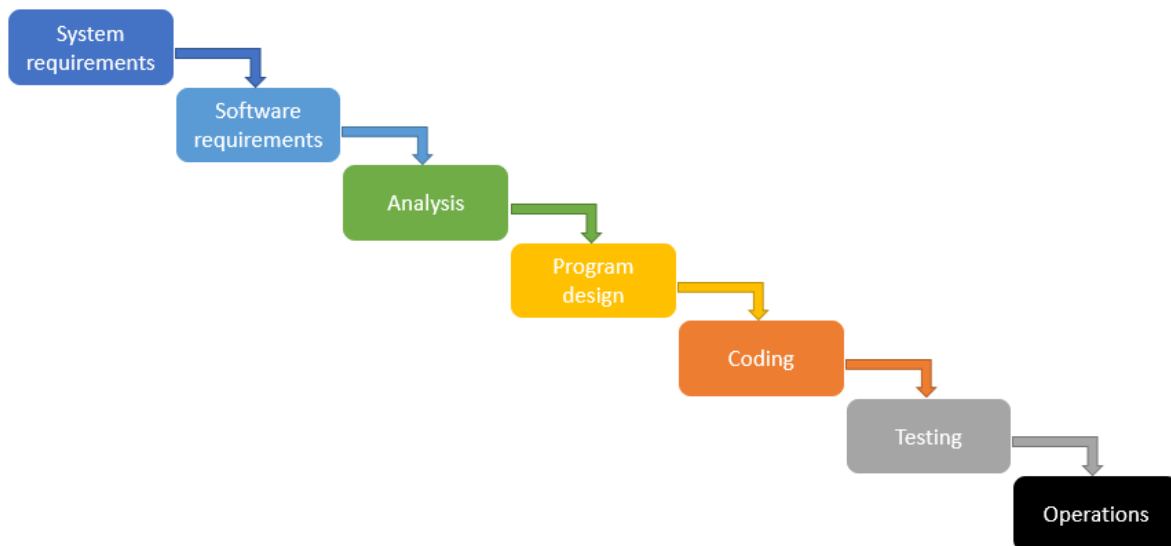 System
requirements
Software
requirements
Analysis
Program
design
Coding
Testing
Operations